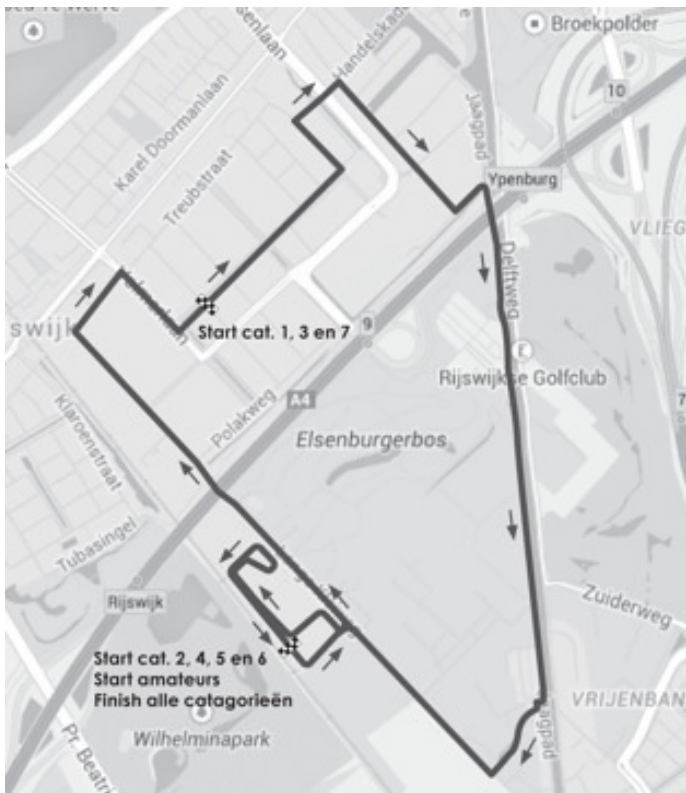 Broekpolder
Handelskade
10
Karel Doormanlaan
Treubstraat
Ypenburg
Delftweg
Start cat. 1, 3 en 7
9
Rijswijkse Golfclub
A4
Polakweg
Elsenburgerbos
Klaroenstraat
Tubasingel
Rijswijk
Zuiderweg
Start cat. 2, 4, 5 en 6
Start amateurs
Finish alle catagorieën
Wilhelminapark
VRIJENBAN
Pr. Beatri
7
VLIEG
swijk